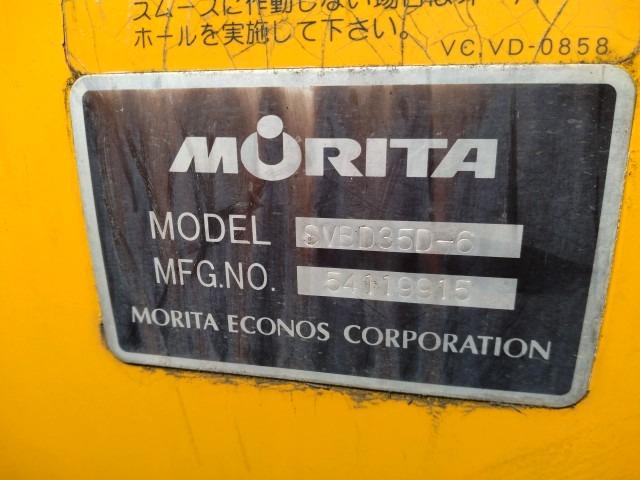 スムースに作動しない場合は
ホールを実施して下さい。
VC,VD-0858
MORITA
MODEL SVBD35D-6
MFG.NO. 54119915
MORITA ECONOS CORPORATION